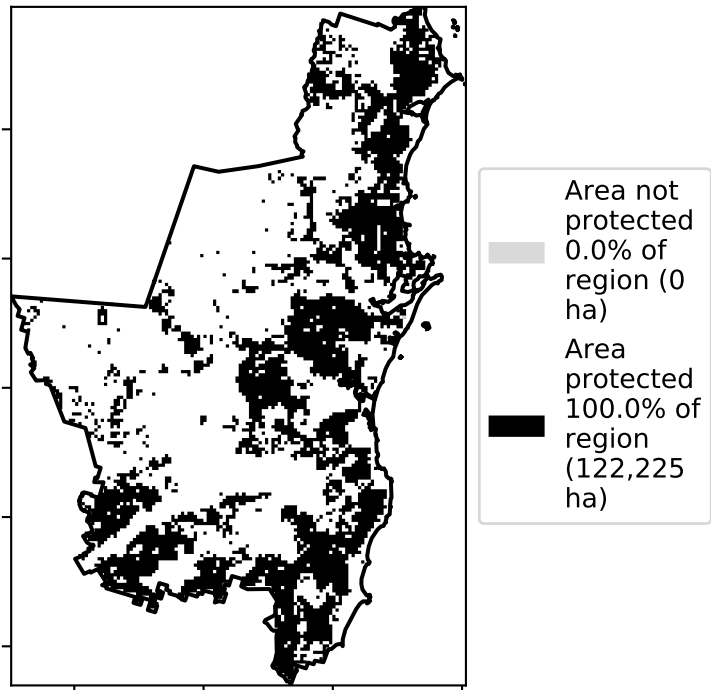 Area not
protected
0.0% of
region (0
ha)
Area
protected
100.0% of
region
(122,225
ha)